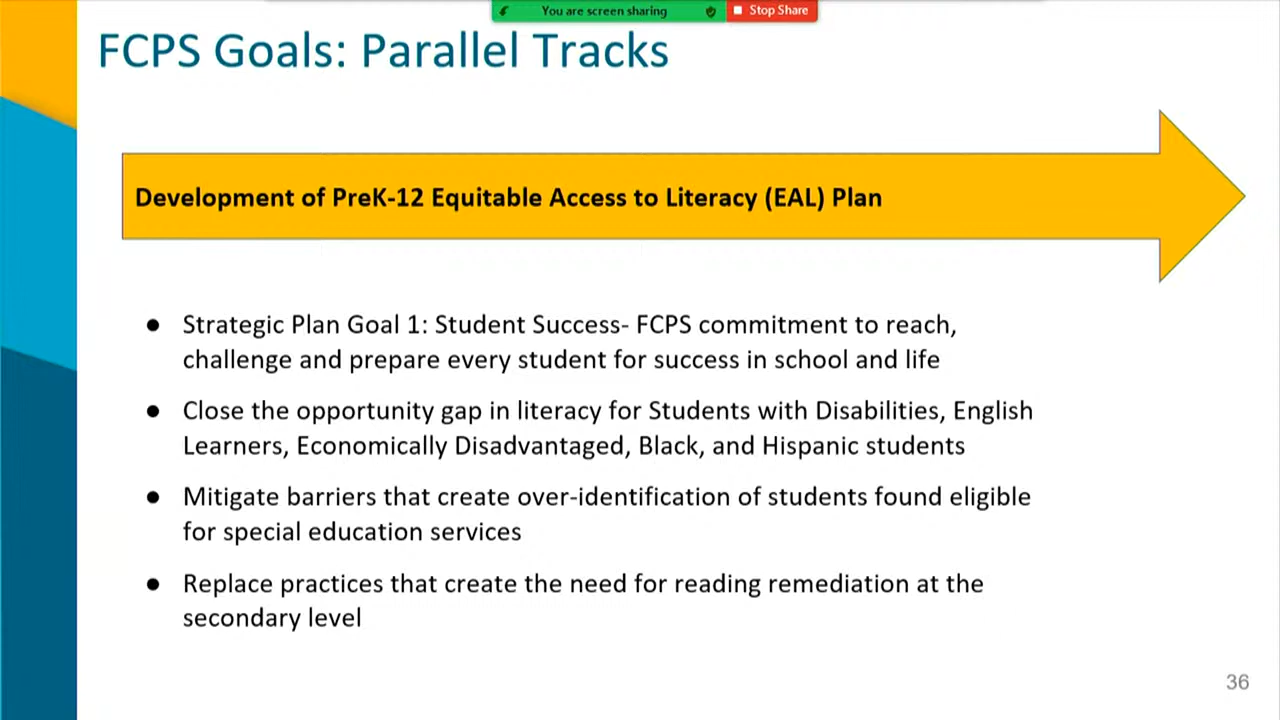 You are screen sharing
Stop Share
FCPS Goals: Parallel Tracks
Development of PreK-12 Equitable Access to Literacy (EAL) Plan
● Strategic Plan Goal 1: Student Success- FCPS commitment to reach,
challenge and prepare every student for success in school and life
● Close the opportunity gap in literacy for Students with Disabilities, English
Learners, Economically Disadvantaged, Black, and Hispanic students
● Mitigate barriers that create over-identification of students found eligible
for special education services
● Replace practices that create the need for reading remediation at the
secondary level
36